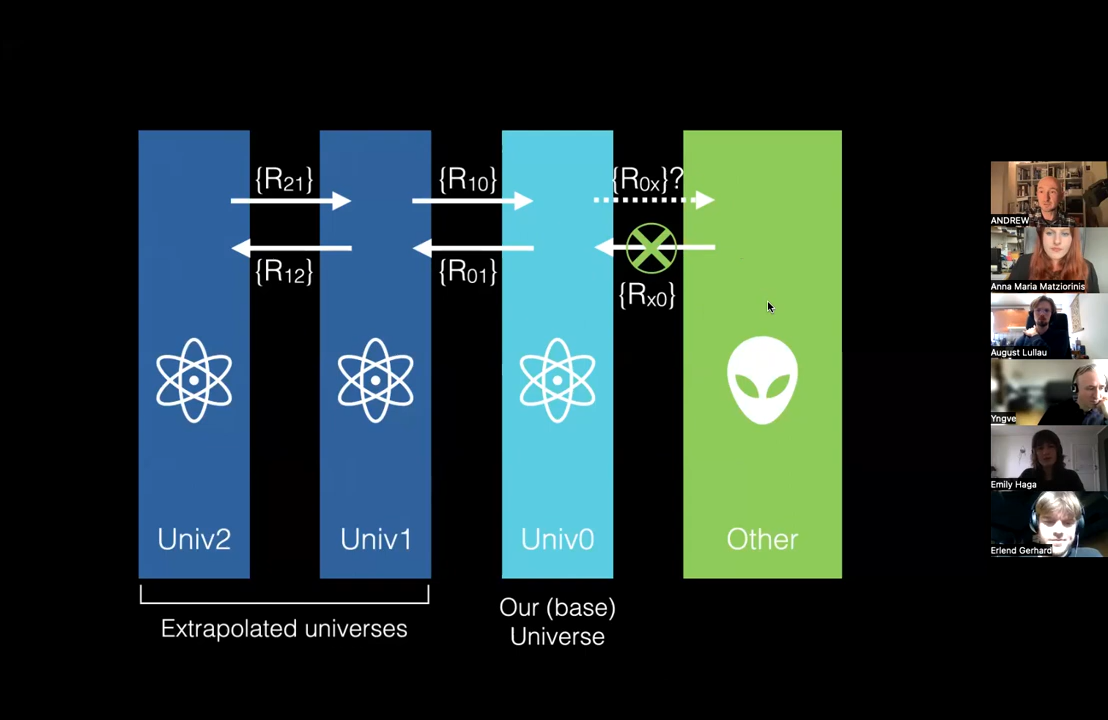 {R21}
{R10}
{R0x}?
{R12}
{R01}
{Rx0}
Univ2
Univ1
Univ0
Other
Extrapolated universes
Our (base)
Universe
ANDREW
Anna Maria Matziorinis
August Lullau
Yngve
Emily Haga
Erlend Gerhard